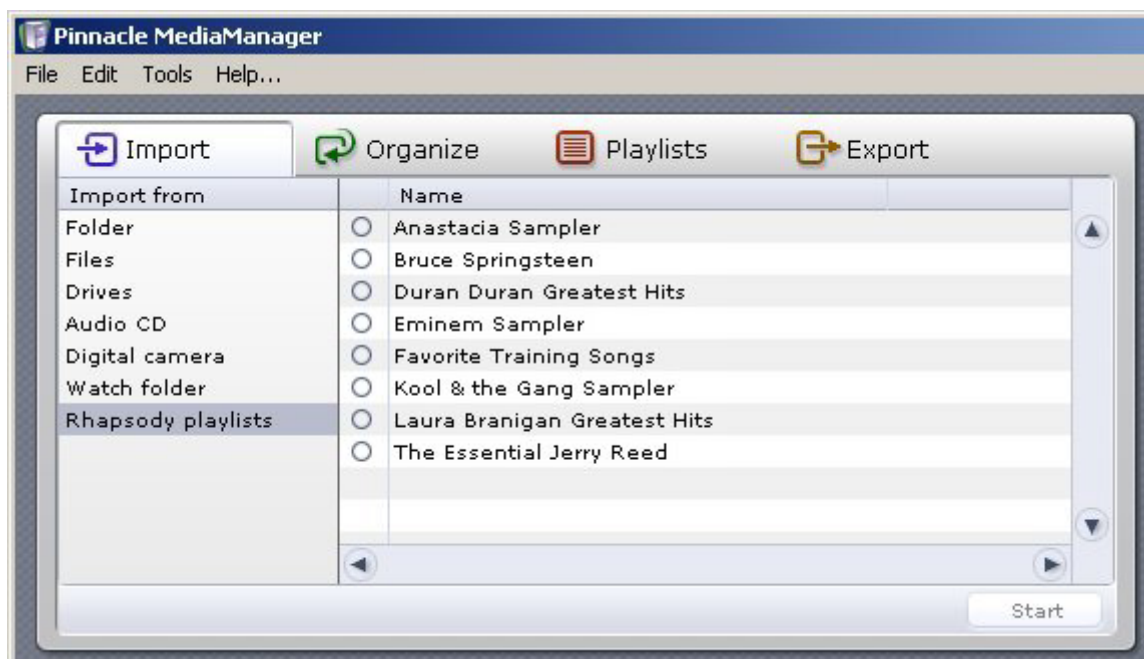 Pinnacle MediaManager
File Edit Tools Help...
Import Organize Playlists Export
Import from Name
Folder Anastacia Sampler
Files Bruce Springsteen
Drives Duran Duran Greatest Hits
Audio CD Eminem Sampler
Digital camera Favorite Training Songs
Watch folder Kool & the Gang Sampler
Rhapsody playlists Laura Branigan Greatest Hits
The Essential Jerry Reed
Start